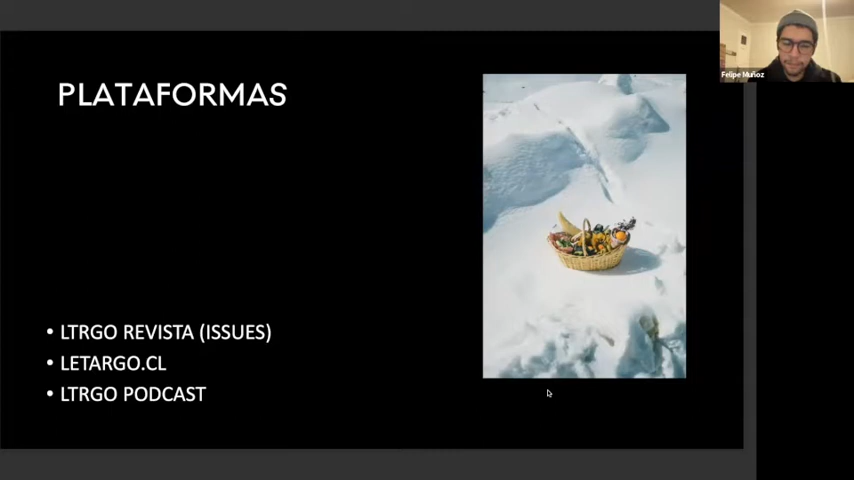 PLATAFORMAS
• LTRGO REVISTA (ISSUES)
• LETARGO.CL
• LTRGO PODCAST
Felipe Muñoz